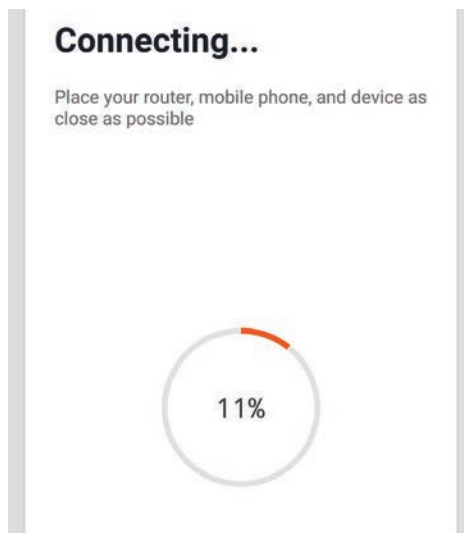 Connecting...
Place your router, mobile phone, and device as
close as possible
11%